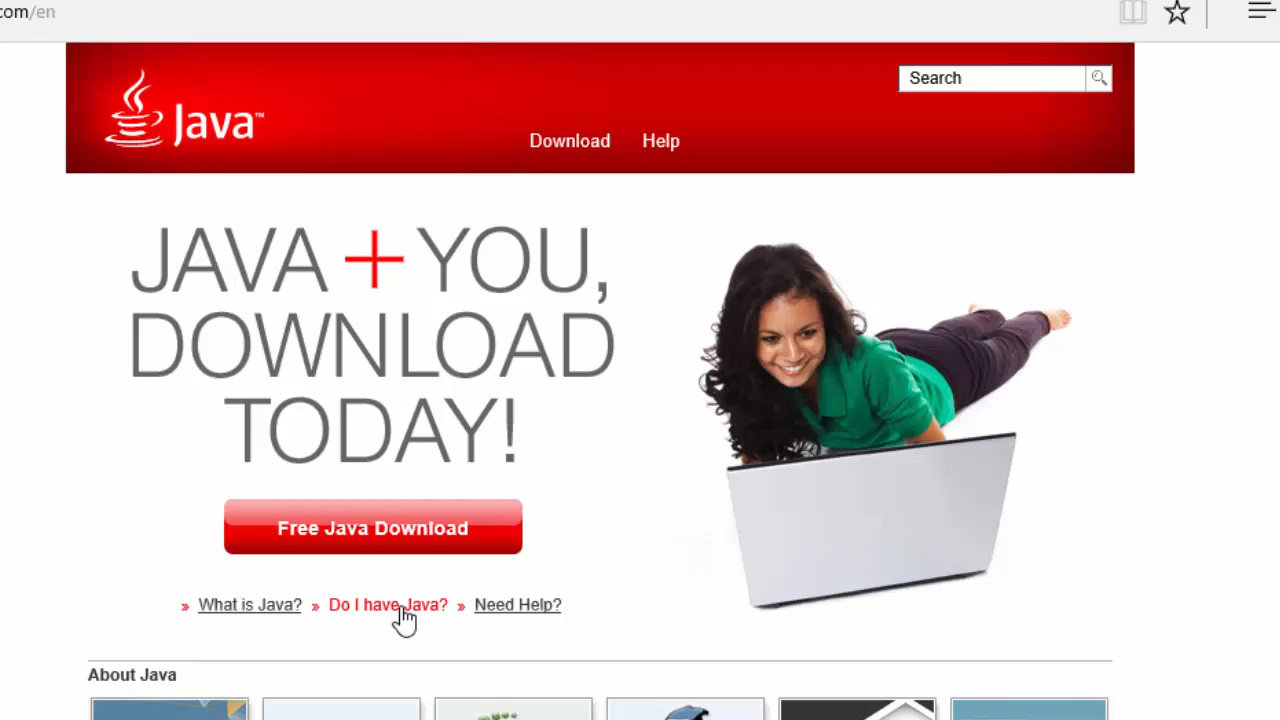 com/en
Search
Java™
Download Help
JAVA + YOU,
DOWNLOAD
TODAY!
Free Java Download
» What is Java? » Do I have Java? » Need Help?
About Java